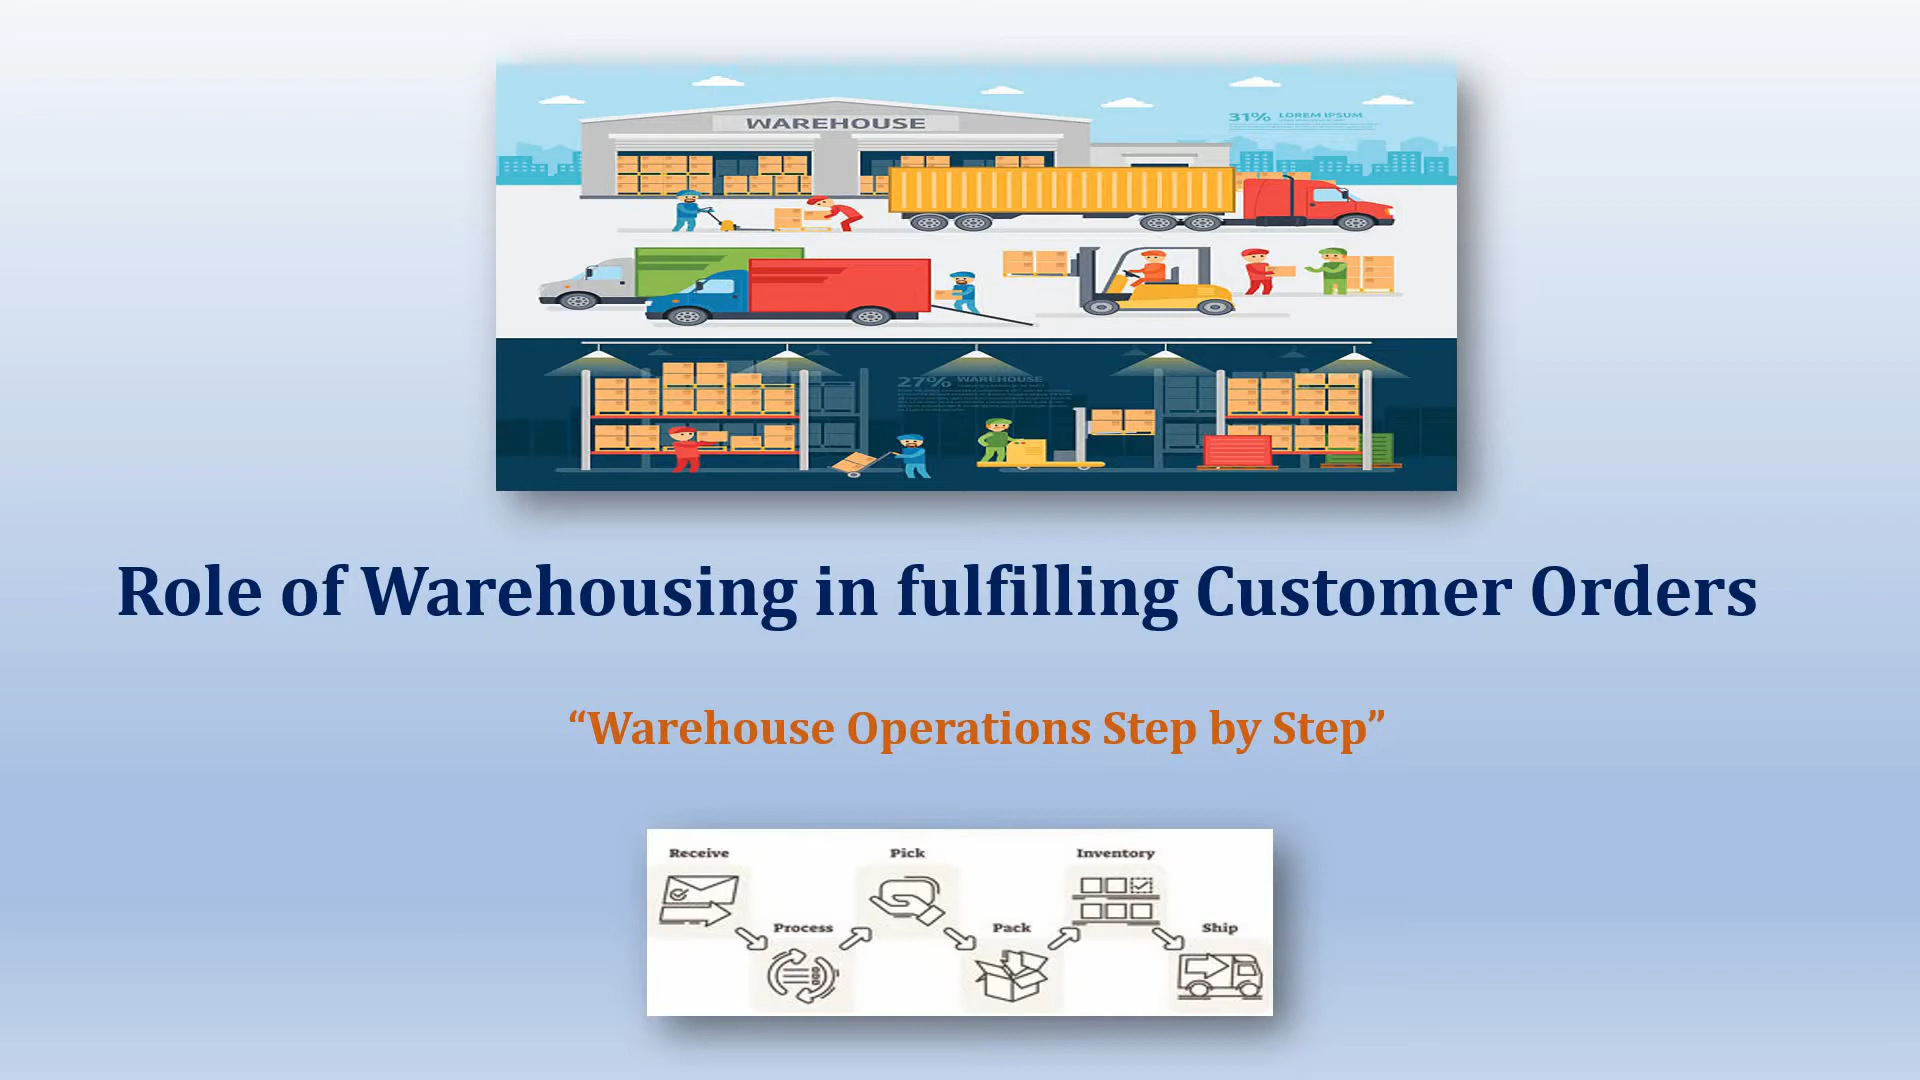 WAREHOUSE
31% LOREM IPSUM
27% WAREHOUSE
Role of Warehousing in fulfilling Customer Orders
“Warehouse Operations Step by Step”
Receive
Pick
Inventory
Process
Pack
Ship